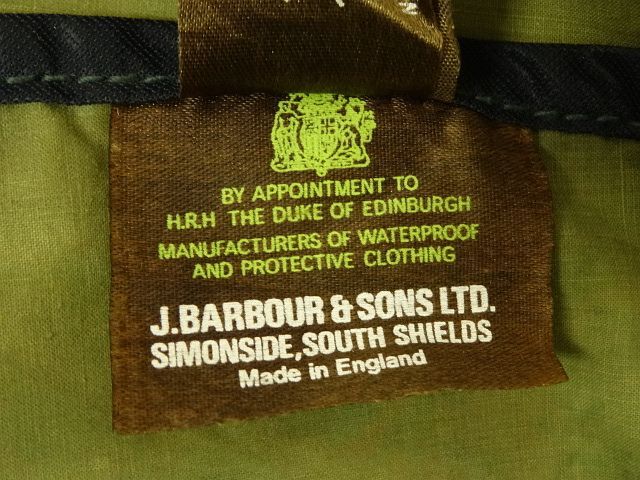 BY APPOINTMENT TO
H.R.H THE DUKE OF EDINBURGH
MANUFACTURERS OF WATERPROOF
AND PROTECTIVE CLOTHING
J.BARBOUR & SONS LTD.
SIMONSIDE, SOUTH SHIELDS
Made in England